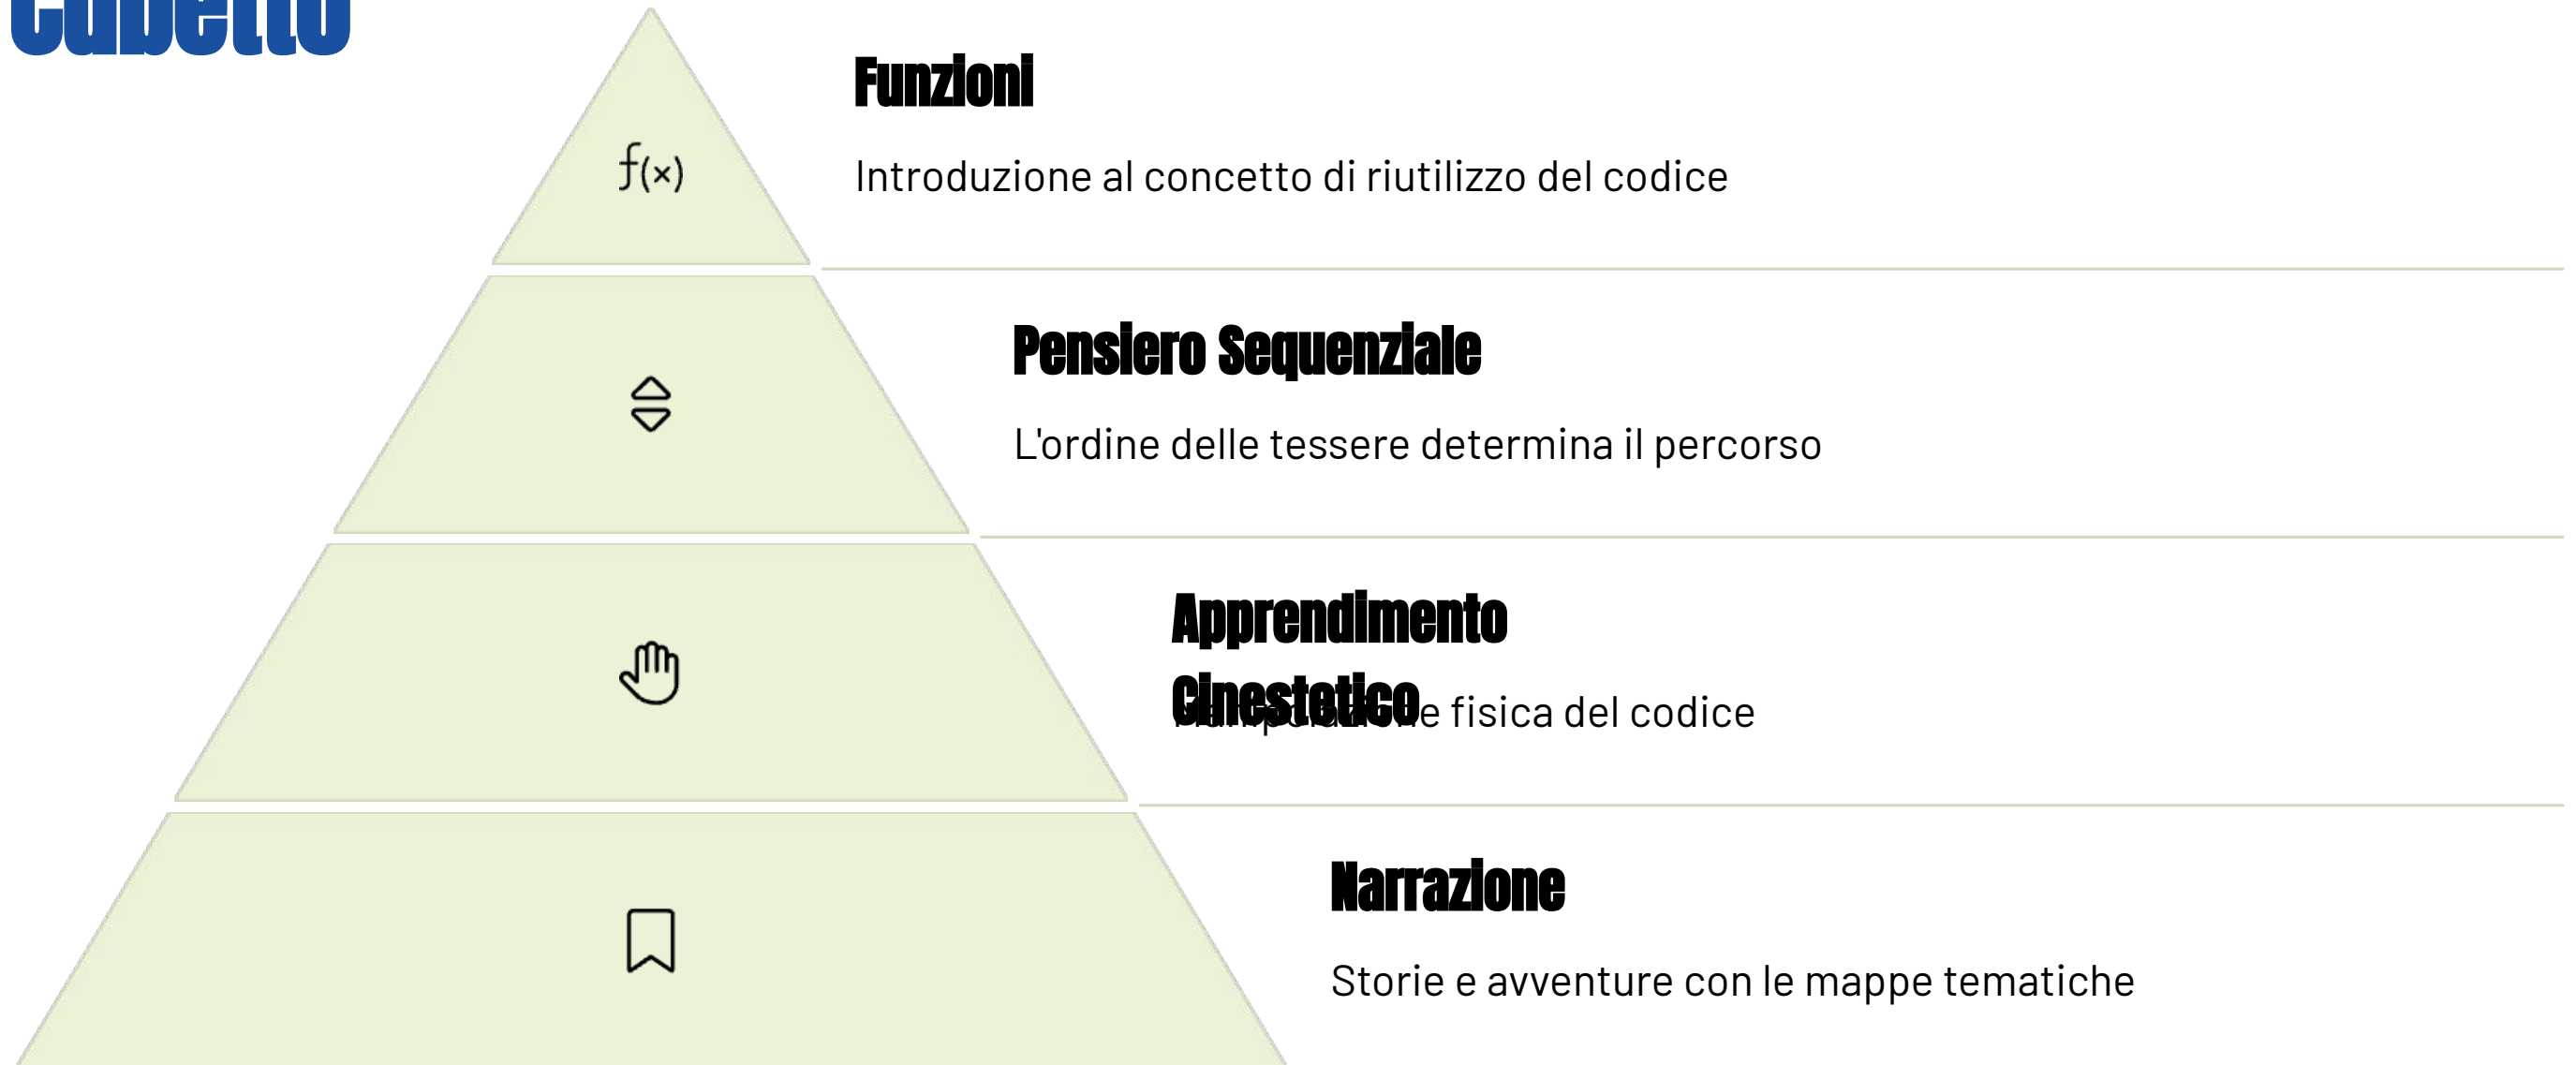 Cubetto
Funzioni
f(x)
Introduzione al concetto di riutilizzo del codice
Pensiero Sequenziale
L'ordine delle tessere determina il percorso
Apprendimento
Cinestetico
fisica del codice
Narrazione
Storie e avventure con le mappe tematiche